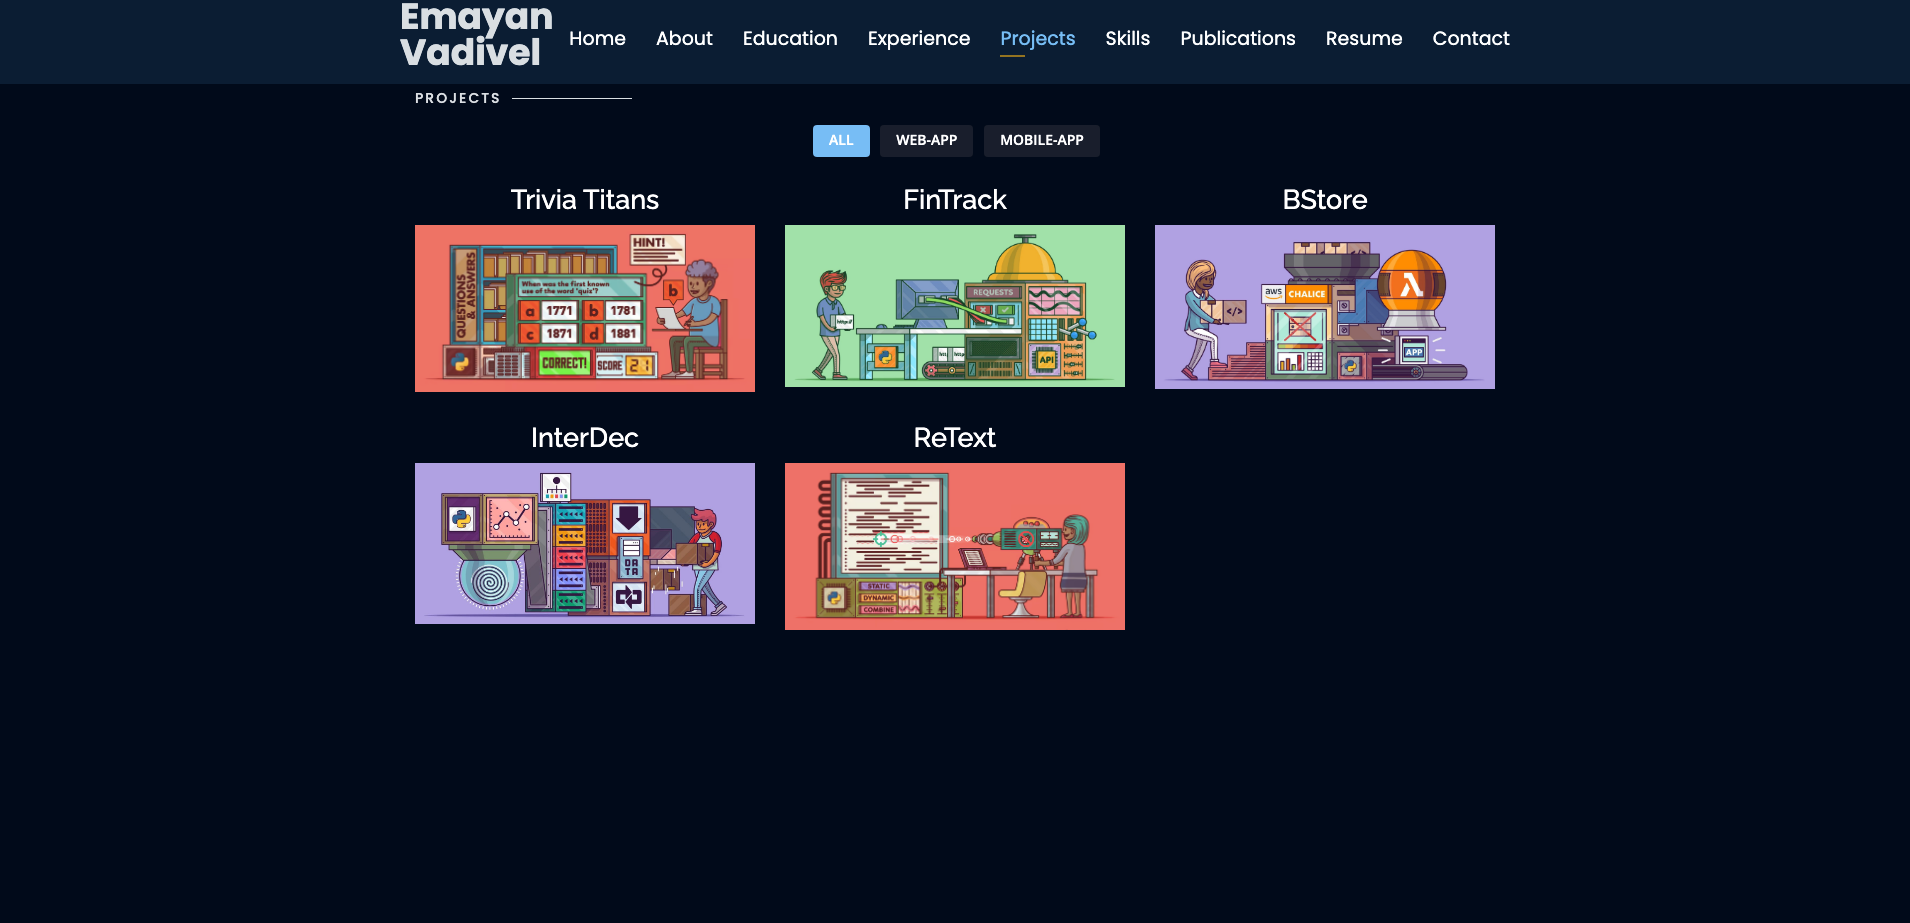 Emayan
Vadivel
Home About Education Experience Projects Skills Publications Resume Contact
PROJECTS
ALL WEB-APP MOBILE-APP
Trivia Titans
HINT!
QUESTIONS
& ANSWERS
When was the first known
use of the word 'quiz'?
a 1771 b 1781
c 1871 d 1881
b
CORRECT! SCORE 2 1
FinTrack
REQUESTS
API
BStore
</>
aws CHALICE
APP
InterDec
DATA
ReText
STATIC
DYNAMIC
COMBINE